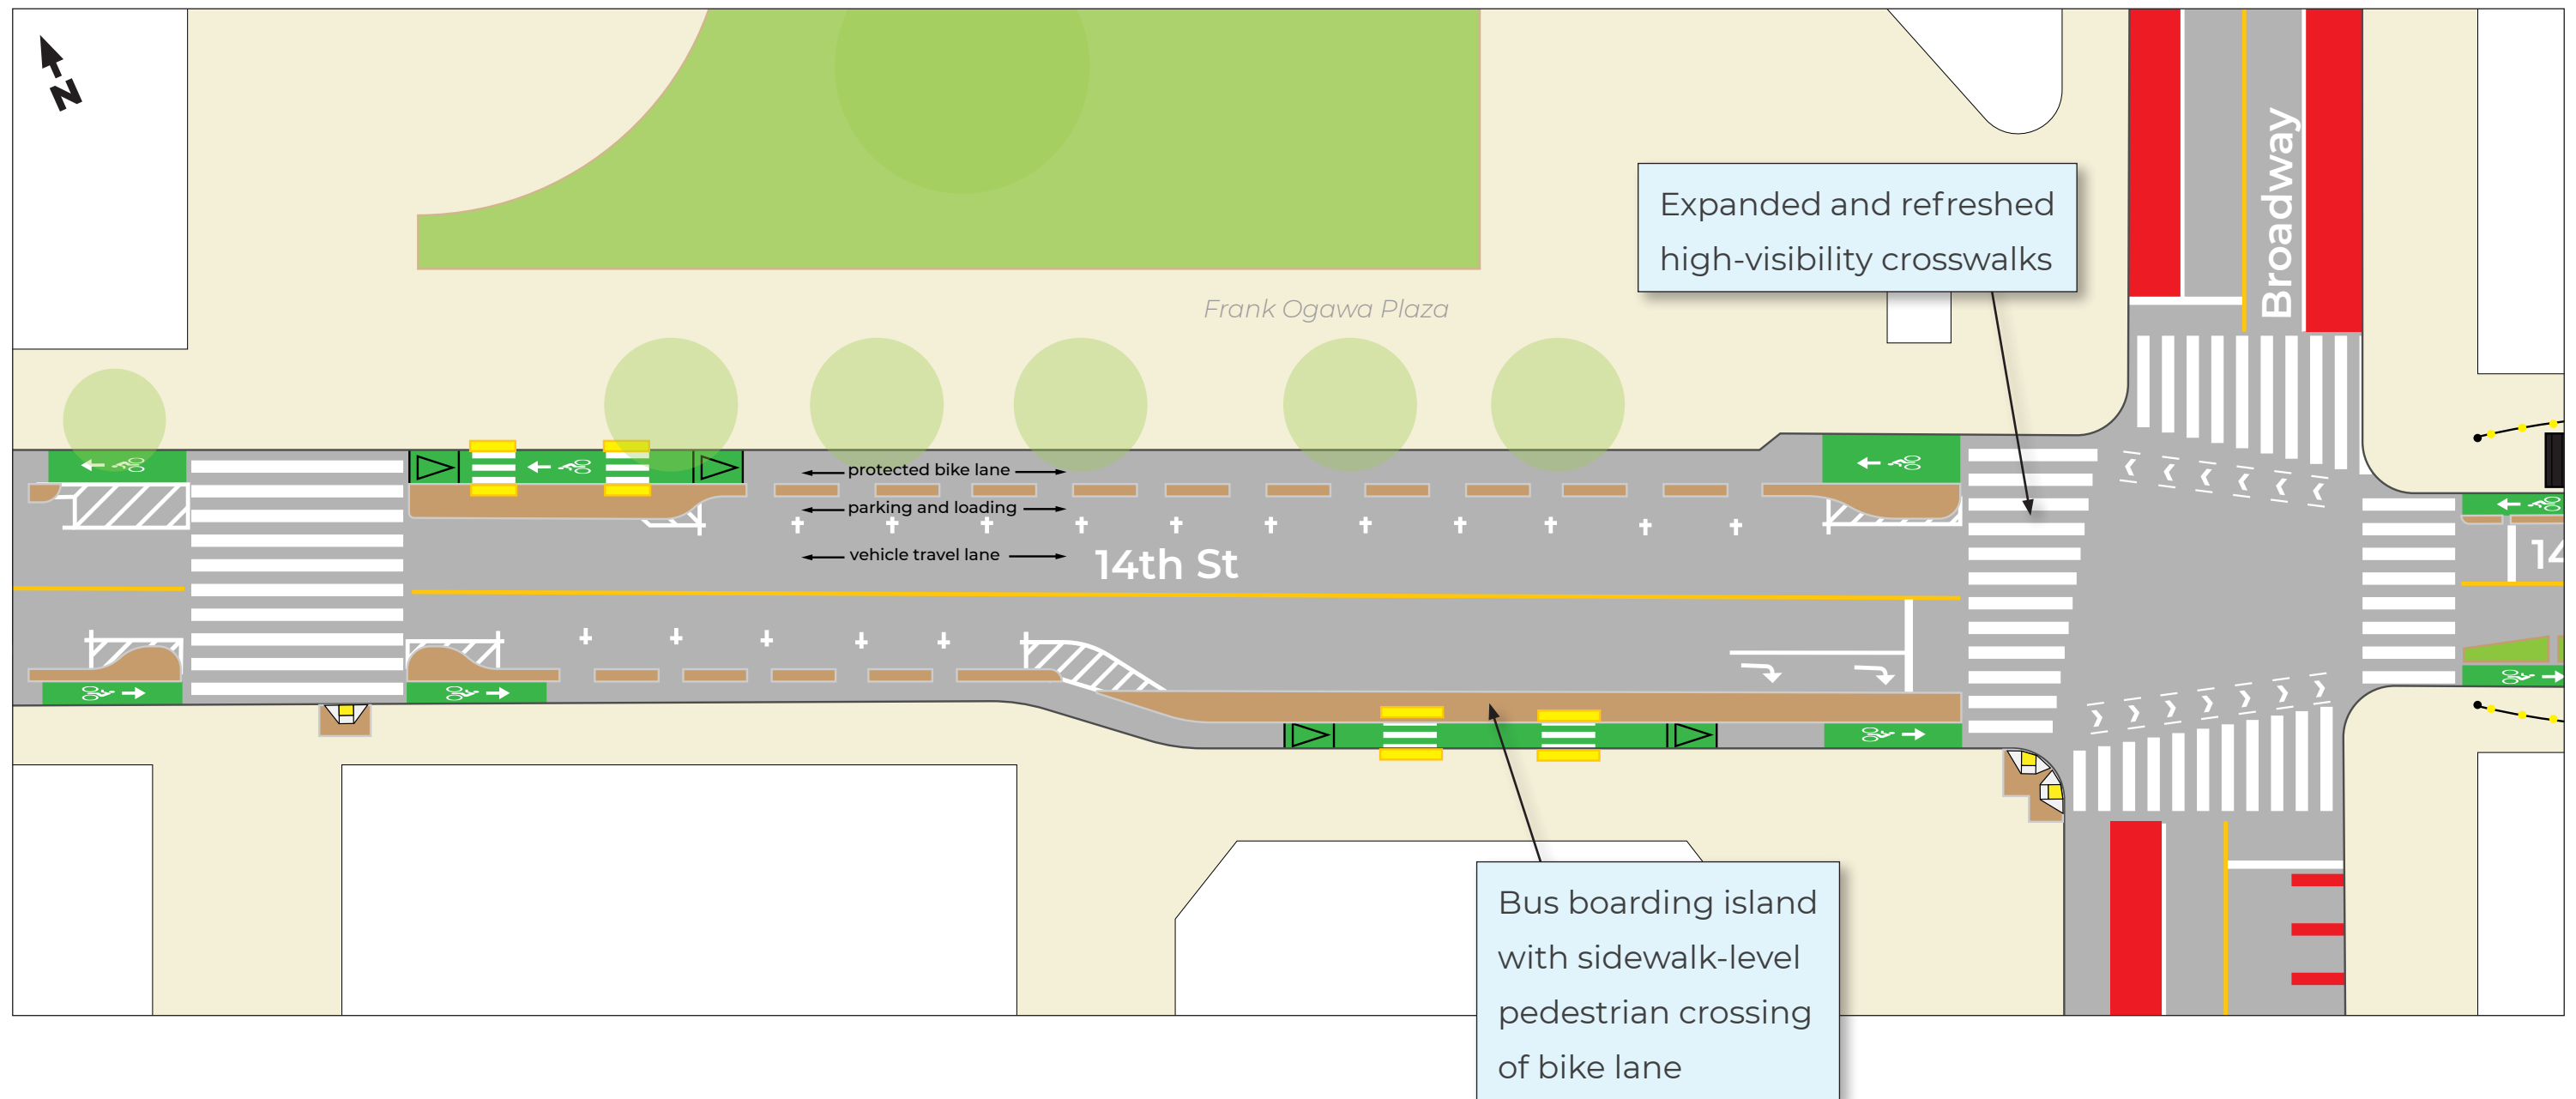 N
Expanded and refreshed
high-visibility crosswalks
Broadway
Frank Ogawa Plaza
protected bike lane
parking and loading
vehicle travel lane
14th St
14
Bus boarding island
with sidewalk-level
pedestrian crossing
of bike lane